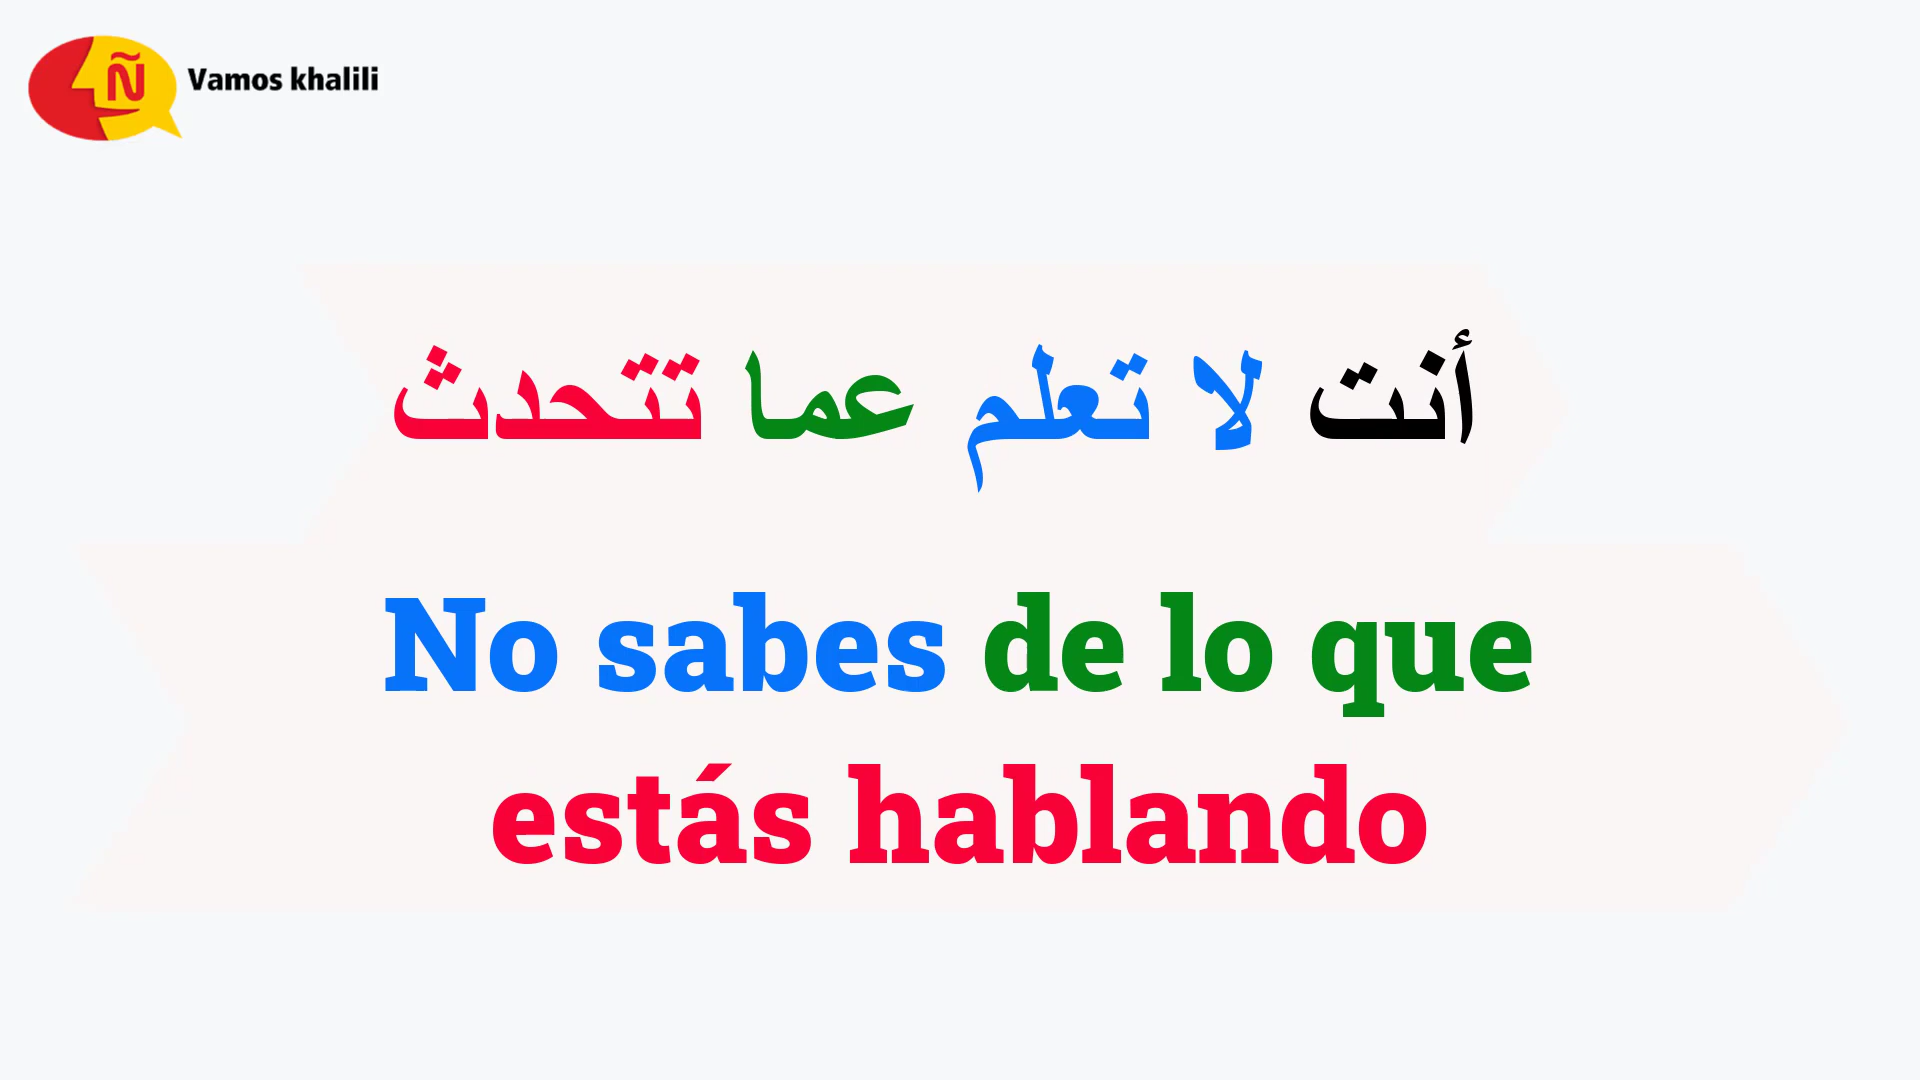 Ñ Vamos khalili
أنت لا تعلم عما تتحدث
No sabes de lo que
estás hablando